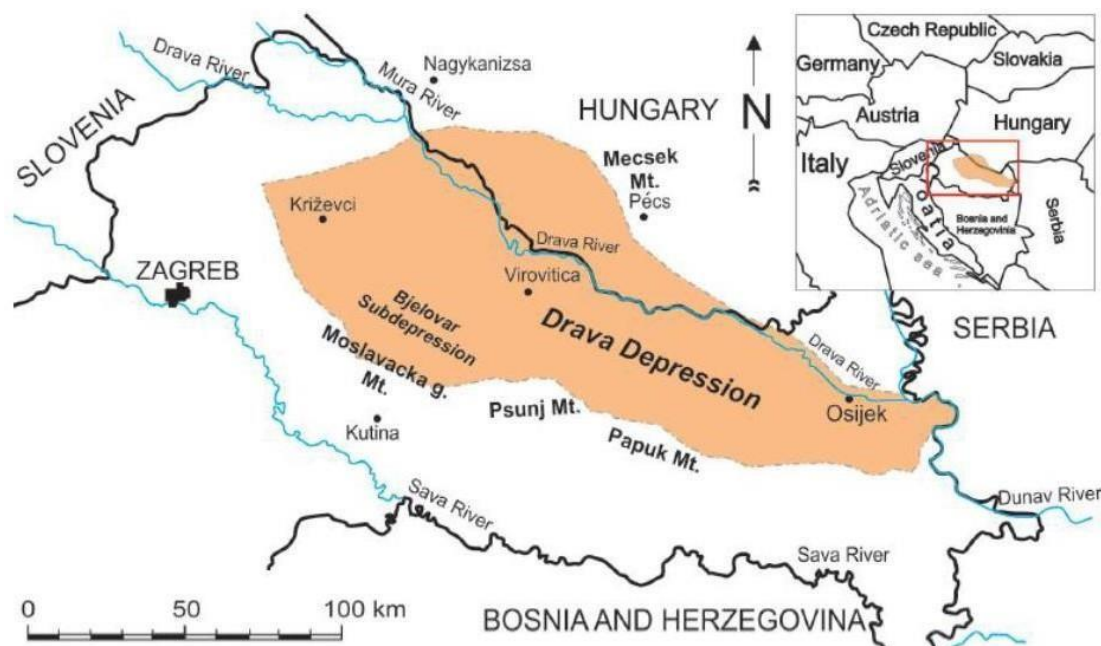 Drava River
Mura River
Nagykanizsa
SLOVENIA
HUNGARY
N
Mecsek
Mt.
Pécs
Križevci
Drava River
ZAGREB
Virovitica
Bjelovar
Subdepression
Drava Depression
Moslavacka g.
Mt.
Psunj Mt.
Papuk Mt.
Kutina
Drava River
Osijek
SERBIA
Dunav River
Sava River
Sava River
BOSNIA AND HERZEGOVINA
0 50 100 km
Czech Republic
Germany
Slovakia
Austria
Hungary
Italy
Slovenia
oatia
Bosnia and
Herzegovinia
Serbia
Adriatic sea